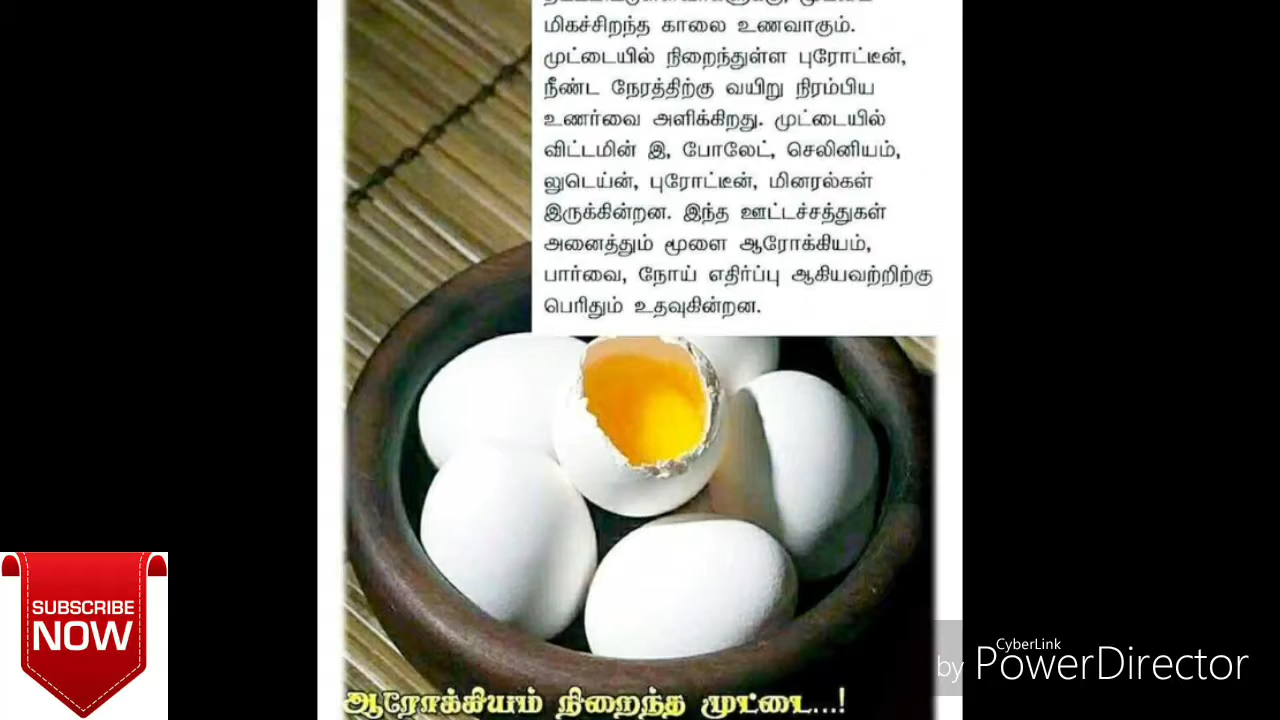 மிகச்சிறந்த காலை உணவாகும்.
முட்டையில் நிறைந்துள்ள புரோட்டீன்,
நீண்ட நேரத்திற்கு வயிறு நிரம்பிய
உணர்வை அளிக்கிறது. முட்டையில்
விட்டமின் இ, போலேட், செலினியம்,
லுடெய்ன், புரோட்டீன், மினரல்கள்
இருக்கின்றன. இந்த ஊட்டச்சத்துகள்
அனைத்தும் மூளை ஆரோக்கியம்,
பார்வை, நோய் எதிர்ப்பு ஆகியவற்றிற்கு
பெரிதும் உதவுகின்றன.
SUBSCRIBE
NOW
ஆரோக்கியம் நிறைந்த முட்டை...!
by CyberLink PowerDirector